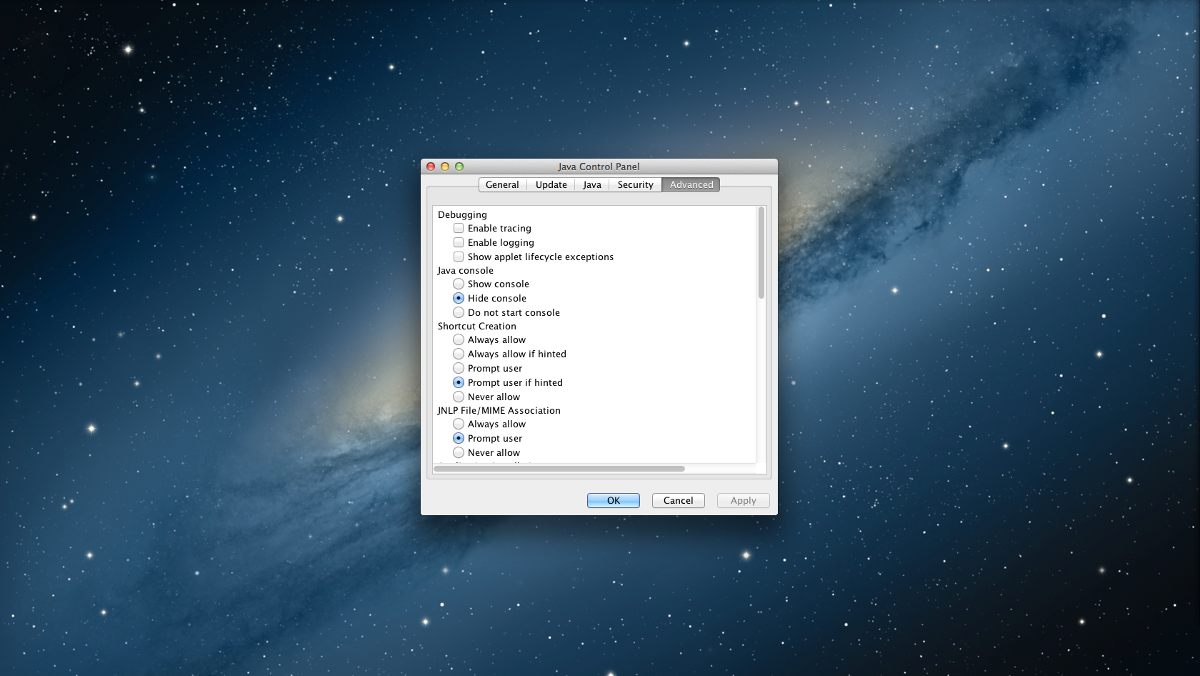 Java Control Panel
General Update Java Security Advanced
Debugging
Enable tracing
Enable logging
Show applet lifecycle exceptions
Java console
Show console
Hide console
Do not start console
Shortcut Creation
Always allow
Always allow if hinted
Prompt user
Prompt user if hinted
Never allow
JNLP File/MIME Association
Always allow
Prompt user
Never allow
OK Cancel Apply